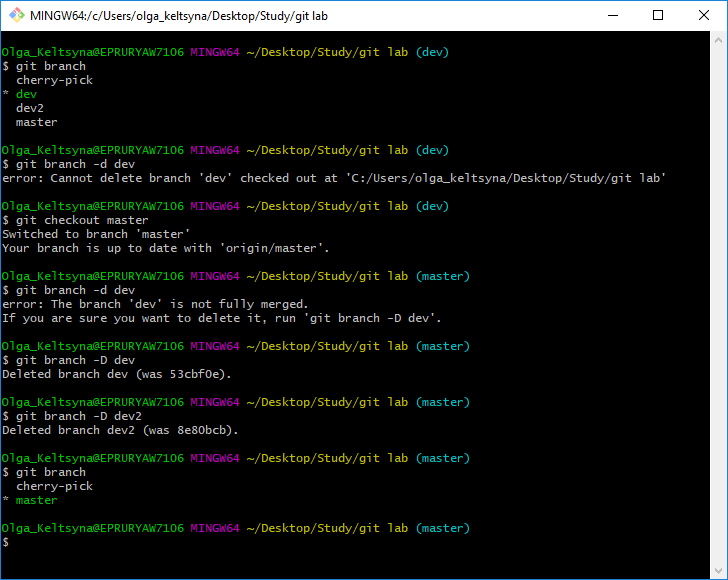 MINGW64:/c/Users/olga_keltsyna/Desktop/Study/git lab
Olga_Keltsyna@EPRURYAW7106 MINGW64 ~/Desktop/Study/git lab (dev)
$ git branch
  cherry-pick
* dev
  dev2
  master
Olga_Keltsyna@EPRURYAW7106 MINGW64 ~/Desktop/Study/git lab (dev)
$ git branch -d dev
error: Cannot delete branch 'dev' checked out at 'C:/Users/olga_keltsyna/Desktop/Study/git lab'
Olga_Keltsyna@EPRURYAW7106 MINGW64 ~/Desktop/Study/git lab (dev)
$ git checkout master
Switched to branch 'master'
Your branch is up to date with 'origin/master'.
Olga_Keltsyna@EPRURYAW7106 MINGW64 ~/Desktop/Study/git lab (master)
$ git branch -d dev
error: The branch 'dev' is not fully merged.
If you are sure you want to delete it, run 'git branch -D dev'.
Olga_Keltsyna@EPRURYAW7106 MINGW64 ~/Desktop/Study/git lab (master)
$ git branch -D dev
Deleted branch dev (was 53cbf0e).
Olga_Keltsyna@EPRURYAW7106 MINGW64 ~/Desktop/Study/git lab (master)
$ git branch -D dev2
Deleted branch dev2 (was 8e80bcb).
Olga_Keltsyna@EPRURYAW7106 MINGW64 ~/Desktop/Study/git lab (master)
$ git branch
  cherry-pick
* master
Olga_Keltsyna@EPRURYAW7106 MINGW64 ~/Desktop/Study/git lab (master)
$